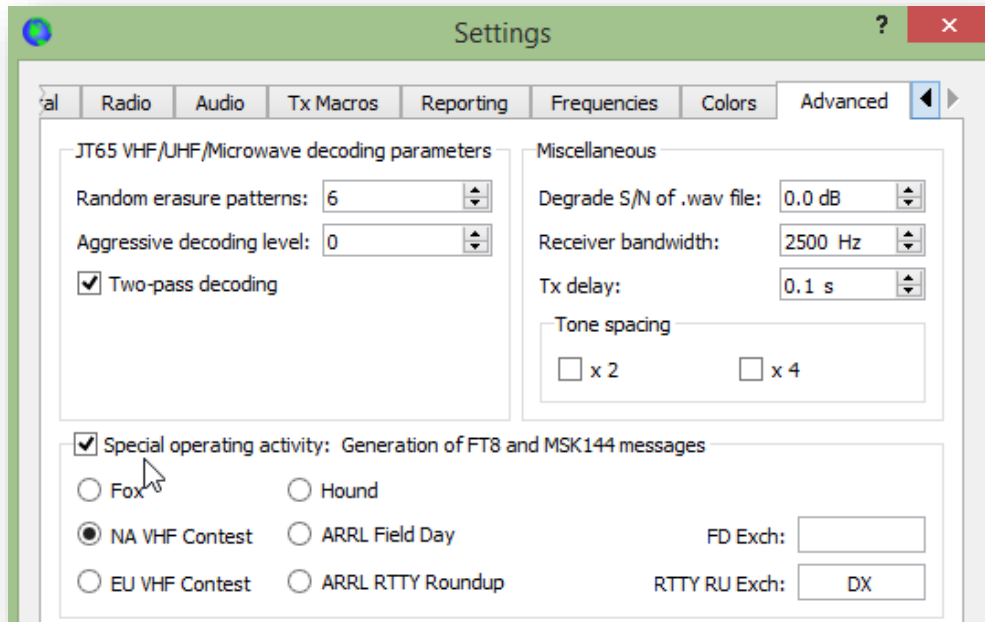 Settings
?
al Radio Audio Tx Macros Reporting Frequencies Colors Advanced
JT65 VHF/UHF/Microwave decoding parameters
Random erasure patterns: 6
Aggressive decoding level: 0
Two-pass decoding
Miscellaneous
Degrade S/N of .wav file: 0.0 dB
Receiver bandwidth: 2500 Hz
Tx delay: 0.1 s
Tone spacing
x 2 x 4
Special operating activity: Generation of FT8 and MSK144 messages
Fox Hound
NA VHF Contest ARRL Field Day FD Exch:
EU VHF Contest ARRL RTTY Roundup RTTY RU Exch: DX